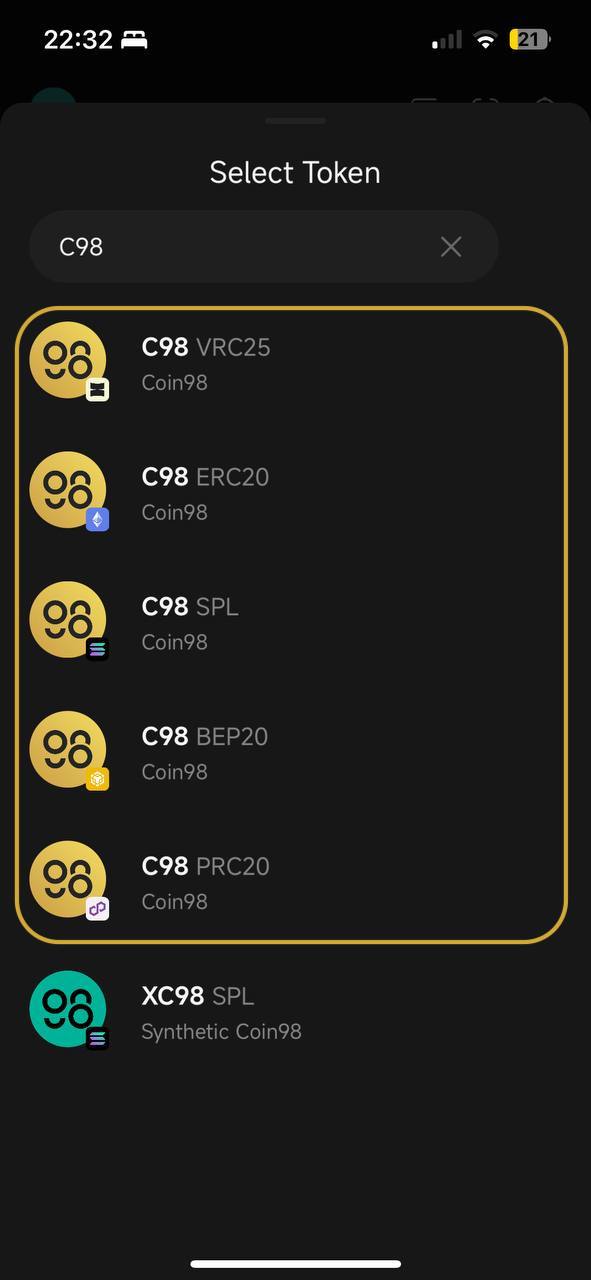 22:32
21
Select Token
C98
C98 VRC25
Coin98
C98 ERC20
Coin98
C98 SPL
Coin98
C98 BEP20
Coin98
C98 PRC20
Coin98
XC98 SPL
Synthetic Coin98